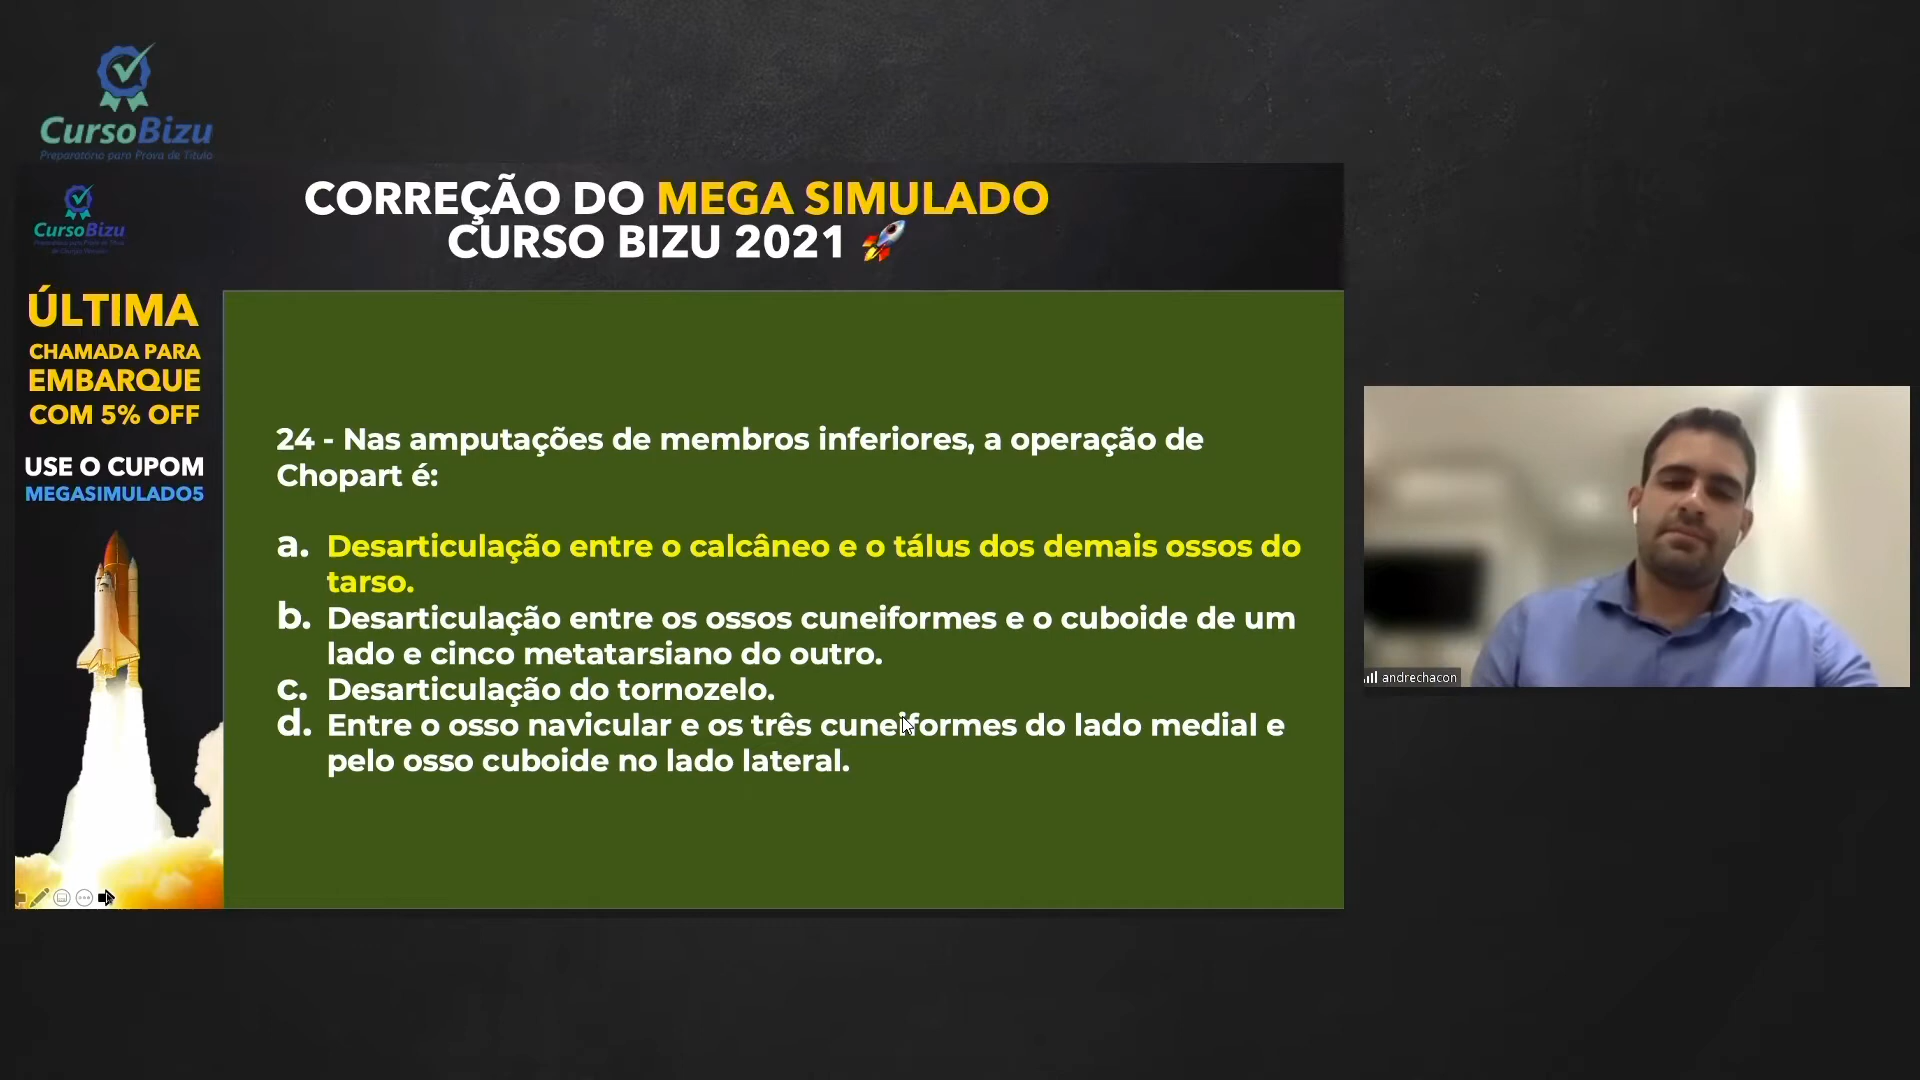 CursoBizu
Preparatório para Prova de Título
CORREÇÃO DO MEGA SIMULADO
CURSO BIZU 2021
CursoBizu
ÚLTIMA
CHAMADA PARA
EMBARQUE
COM 5% OFF
USE O CUPOM
MEGASIMULADO5
24 - Nas amputações de membros inferiores, a operação de
Chopart é:
a. Desarticulação entre o calcâneo e o tálus dos demais ossos do
tarso.
b. Desarticulação entre os ossos cuneiformes e o cuboide de um
lado e cinco metatarsiano do outro.
c. Desarticulação do tornozelo.
d. Entre o osso navicular e os três cuneiformes do lado medial e
pelo osso cuboide no lado lateral.
andrechacon